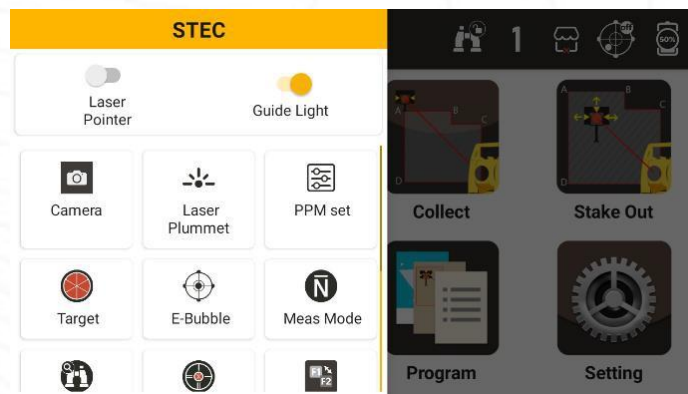 STEC
Laser
Pointer
Guide Light
Camera
Laser
Plummet
PPM set
Target
E-Bubble
N
Meas Mode
F1
F2
1
off
50%
A
B
C
D
Collect
A
B
C
D
Stake Out
Program
Setting